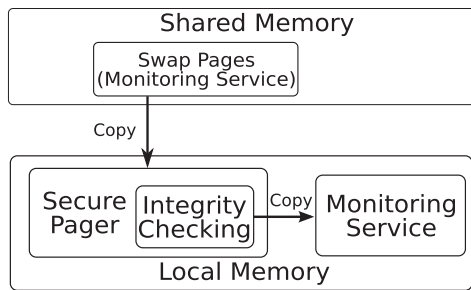 Shared Memory
Swap Pages
(Monitoring Service)
Copy
Secure
Pager
Integrity
Checking
Copy
Monitoring
Service
Local Memory